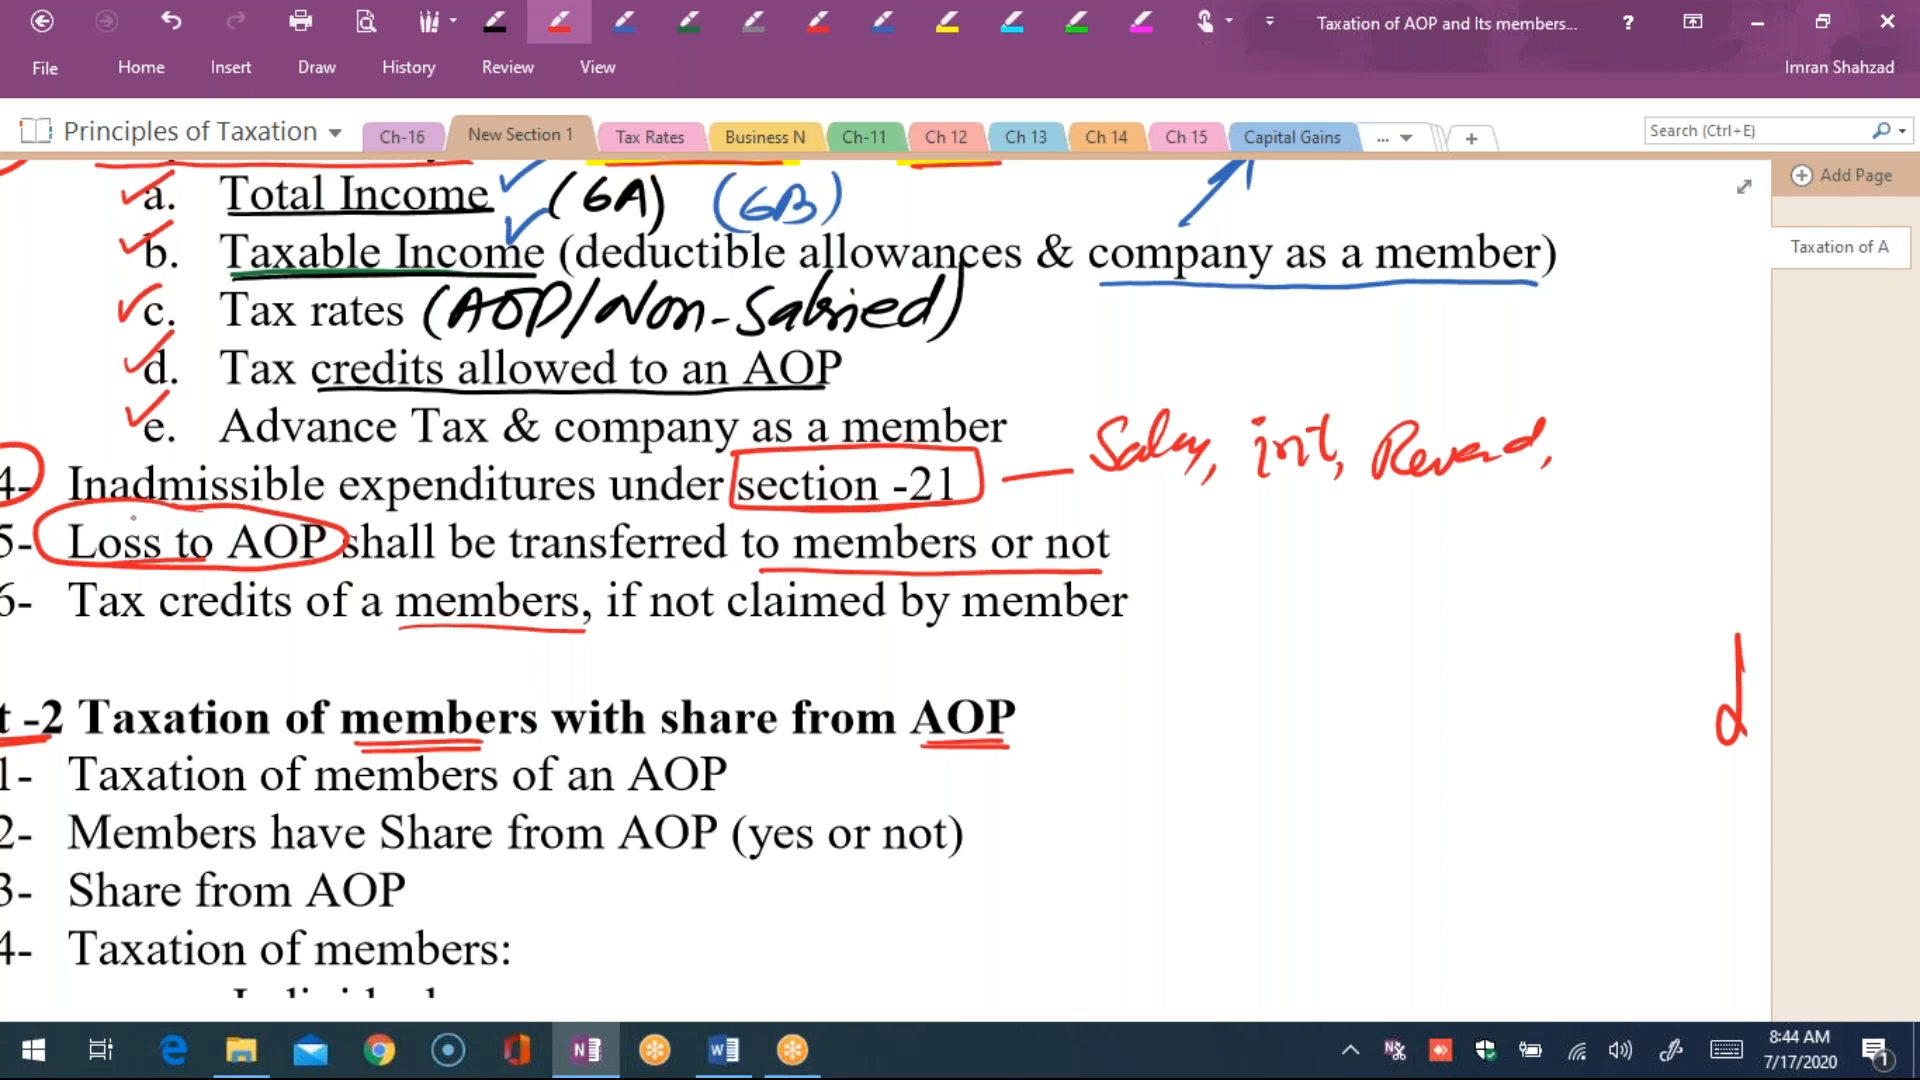 Taxation of AOP and Its members...
?
File Home Insert Draw History Review View
Imran Shahzad
Principles of Taxation
Ch-16 New Section 1 Tax Rates Business N Ch-11 Ch 12 Ch 13 Ch 14 Ch 15 Capital Gains ... +
Search (Ctrl+E)
Add Page
Taxation of A
a. Total Income (6A) (6B)
b. Taxable Income (deductible allowances & company as a member)
c. Tax rates (AOP/Non-Salried)
d. Tax credits allowed to an AOP
e. Advance Tax & company as a member
4- Inadmissible expenditures under section -21 — Salary, int, Reward,
5- Loss to AOP shall be transferred to members or not
6- Tax credits of a members, if not claimed by member
d
t -2 Taxation of members with share from AOP
1- Taxation of members of an AOP
2- Members have Share from AOP (yes or not)
3- Share from AOP
4- Taxation of members:
8:44 AM
7/17/2020
1